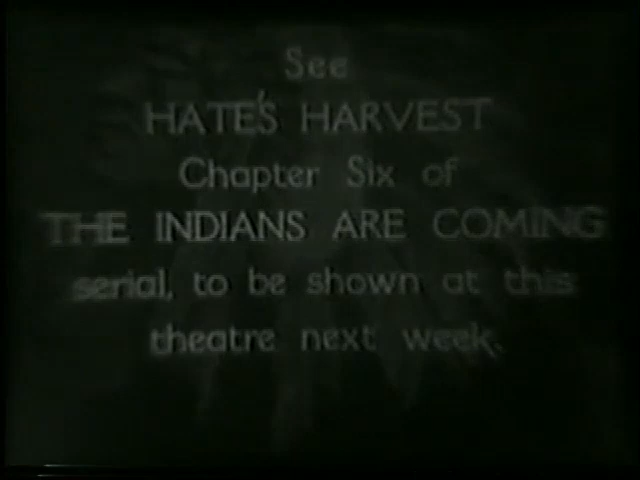 See
HATE'S HARVEST
Chapter Six of
THE INDIANS ARE COMING
serial, to be shown at this
theatre next week.